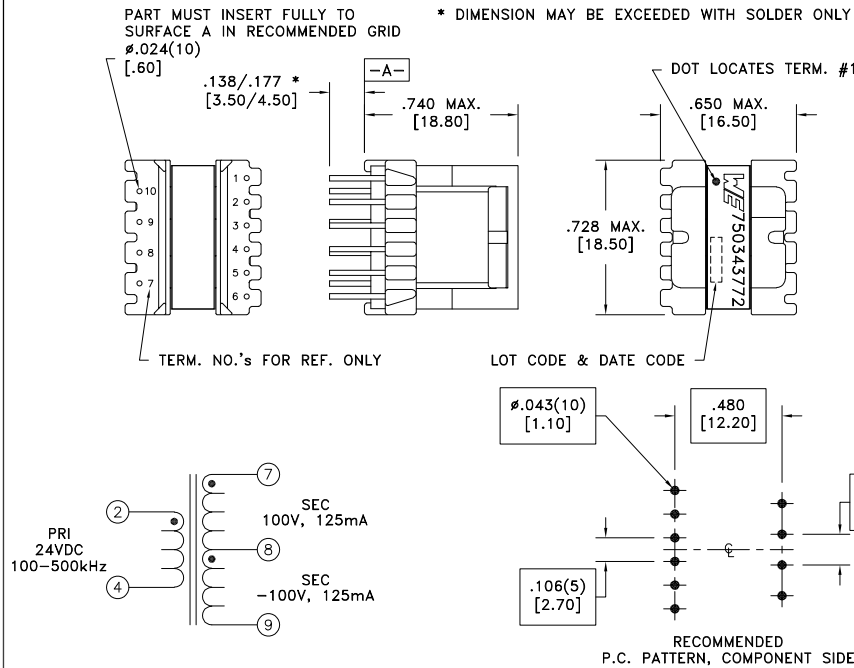 PART MUST INSERT FULLY TO
SURFACE A IN RECOMMENDED GRID
ø.024(10)
[.60]
* DIMENSION MAY BE EXCEEDED WITH SOLDER ONLY
.138/.177 *
[3.50/4.50]
-A-
.740 MAX.
[18.80]
DOT LOCATES TERM. #1
.650 MAX.
[16.50]
10
9
8
7
1
2
3
4
5
6
.728 MAX.
[18.50]
WE 750343772
TERM. NO.'s FOR REF. ONLY
LOT CODE & DATE CODE
ø.043(10)
[1.10]
.480
[12.20]
2
4
PRI
24VDC
100-500kHz
7
SEC
100V, 125mA
8
SEC
-100V, 125mA
9
.106(5)
[2.70]
CL
RECOMMENDED
P.C. PATTERN, COMPONENT SIDE